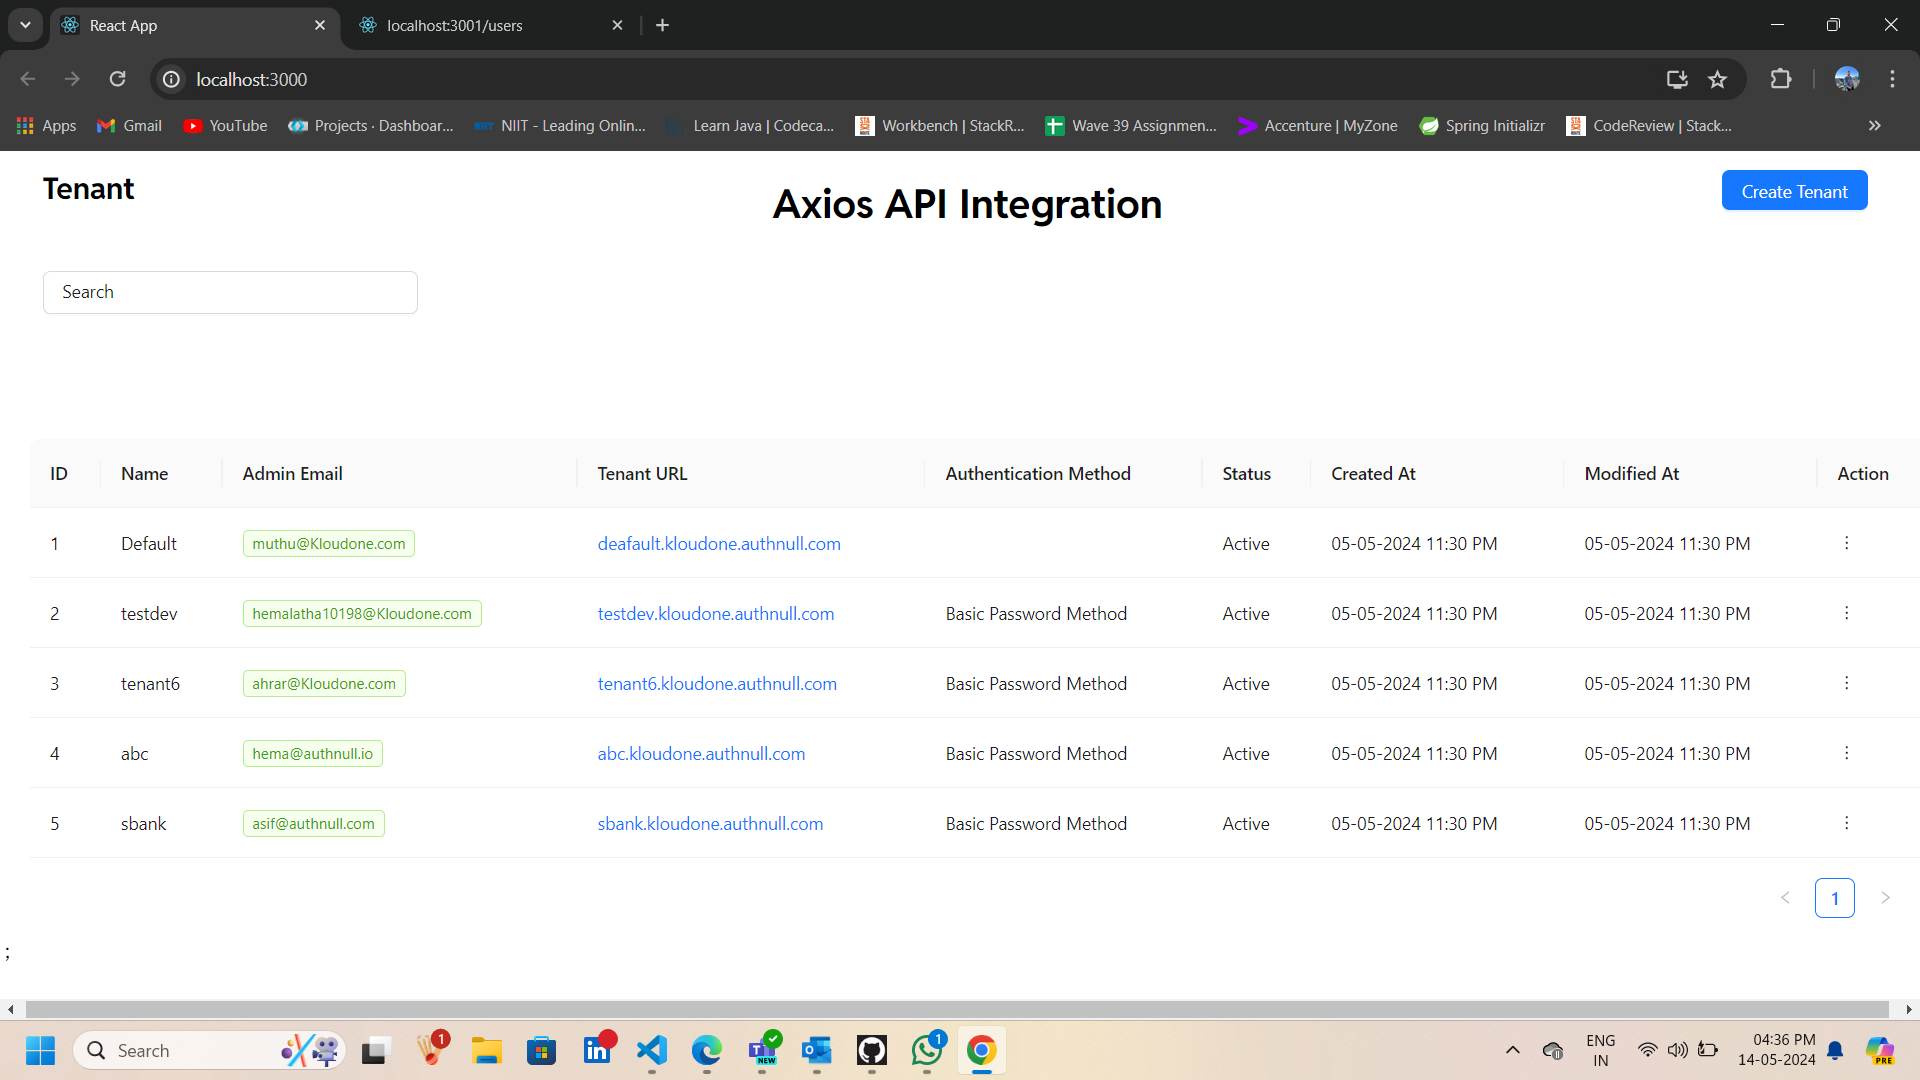 React App
localhost:3001/users
localhost:3000
Apps
Gmail
YouTube
Projects · Dashboar...
NIIT - Leading Onlin...
Learn Java | Codeca...
Workbench | StackR...
Wave 39 Assignmen...
Accenture | MyZone
Spring Initializr
CodeReview | Stack...
Tenant
Axios API Integration
Create Tenant
Search
ID Name Admin Email Tenant URL Authentication Method Status Created At Modified At Action
1 Default muthu@Kloudone.com deafault.kloudone.authnull.com Active 05-05-2024 11:30 PM 05-05-2024 11:30 PM
2 testdev hemalatha10198@Kloudone.com testdev.kloudone.authnull.com Basic Password Method Active 05-05-2024 11:30 PM 05-05-2024 11:30 PM
3 tenant6 ahrar@Kloudone.com tenant6.kloudone.authnull.com Basic Password Method Active 05-05-2024 11:30 PM 05-05-2024 11:30 PM
4 abc hema@authnull.io abc.kloudone.authnull.com Basic Password Method Active 05-05-2024 11:30 PM 05-05-2024 11:30 PM
5 sbank asif@authnull.com sbank.kloudone.authnull.com Basic Password Method Active 05-05-2024 11:30 PM 05-05-2024 11:30 PM
1
;
Search
1
NEW
1
ENG
IN
04:36 PM
14-05-2024
PRE